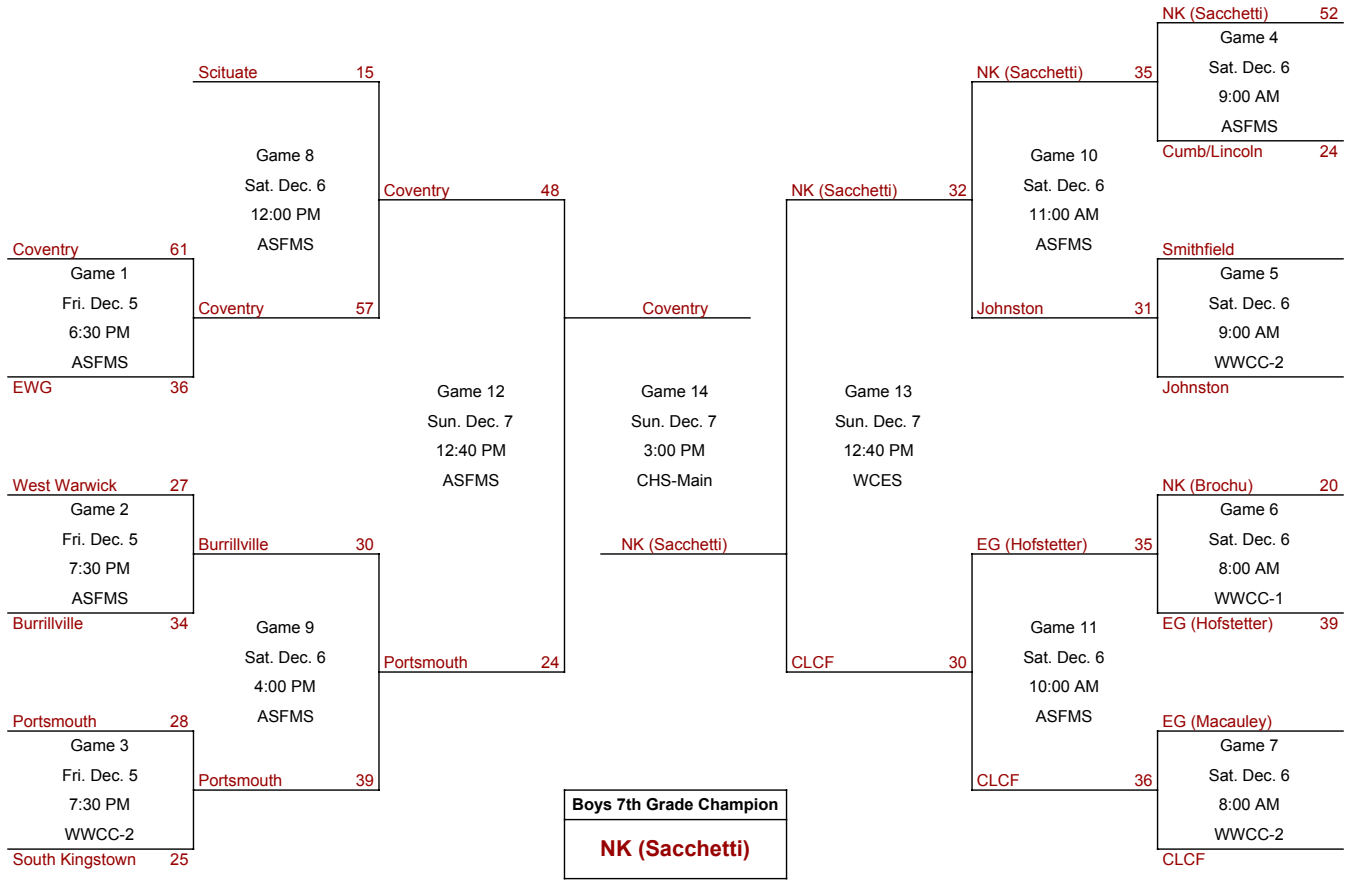 NK (Sacchetti) 52
Game 4
Sat. Dec. 6
9:00 AM
ASFMS
Cumb/Lincoln 24
Scituate 15
NK (Sacchetti) 35
Game 8
Sat. Dec. 6
12:00 PM
ASFMS
Game 10
Sat. Dec. 6
11:00 AM
ASFMS
Coventry 48
NK (Sacchetti) 32
Coventry 61
Game 1
Fri. Dec. 5
6:30 PM
ASFMS
EWG 36
Coventry 57
Coventry
Johnston 31
Smithfield
Game 5
Sat. Dec. 6
9:00 AM
WWCC-2
Johnston
Game 12
Sun. Dec. 7
12:40 PM
ASFMS
Game 14
Sun. Dec. 7
3:00 PM
CHS-Main
Game 13
Sun. Dec. 7
12:40 PM
WCES
West Warwick 27
Game 2
Fri. Dec. 5
7:30 PM
ASFMS
Burrillville 34
Burrillville 30
NK (Sacchetti)
EG (Hofstetter) 35
NK (Brochu) 20
Game 6
Sat. Dec. 6
8:00 AM
WWCC-1
EG (Hofstetter) 39
Game 9
Sat. Dec. 6
4:00 PM
ASFMS
Portsmouth 24
CLCF 30
Game 11
Sat. Dec. 6
10:00 AM
ASFMS
Portsmouth 28
Game 3
Fri. Dec. 5
7:30 PM
WWCC-2
South Kingstown 25
Portsmouth 39
CLCF 36
EG (Macauley)
Game 7
Sat. Dec. 6
8:00 AM
WWCC-2
CLCF
Boys 7th Grade Champion
NK (Sacchetti)